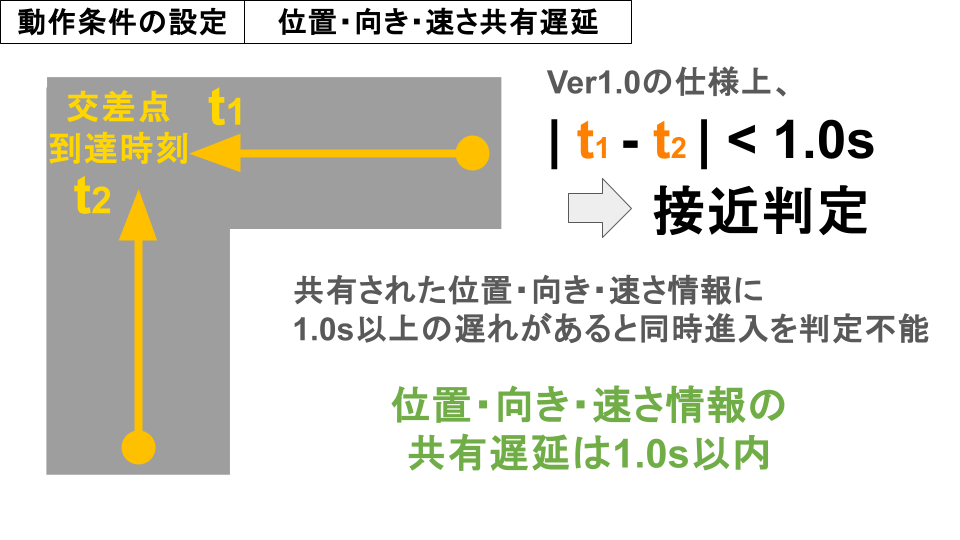 動作条件の設定
位置・向き・速さ共有遅延
交差点
到達時刻
t1
t2
Ver1.0の仕様上、
| t1 - t2 | < 1.0s
接近判定
共有された位置・向き・速さ情報に
1.0s以上の遅れがあると同時進入を判定不能
位置・向き・速さ情報の
共有遅延は1.0s以内